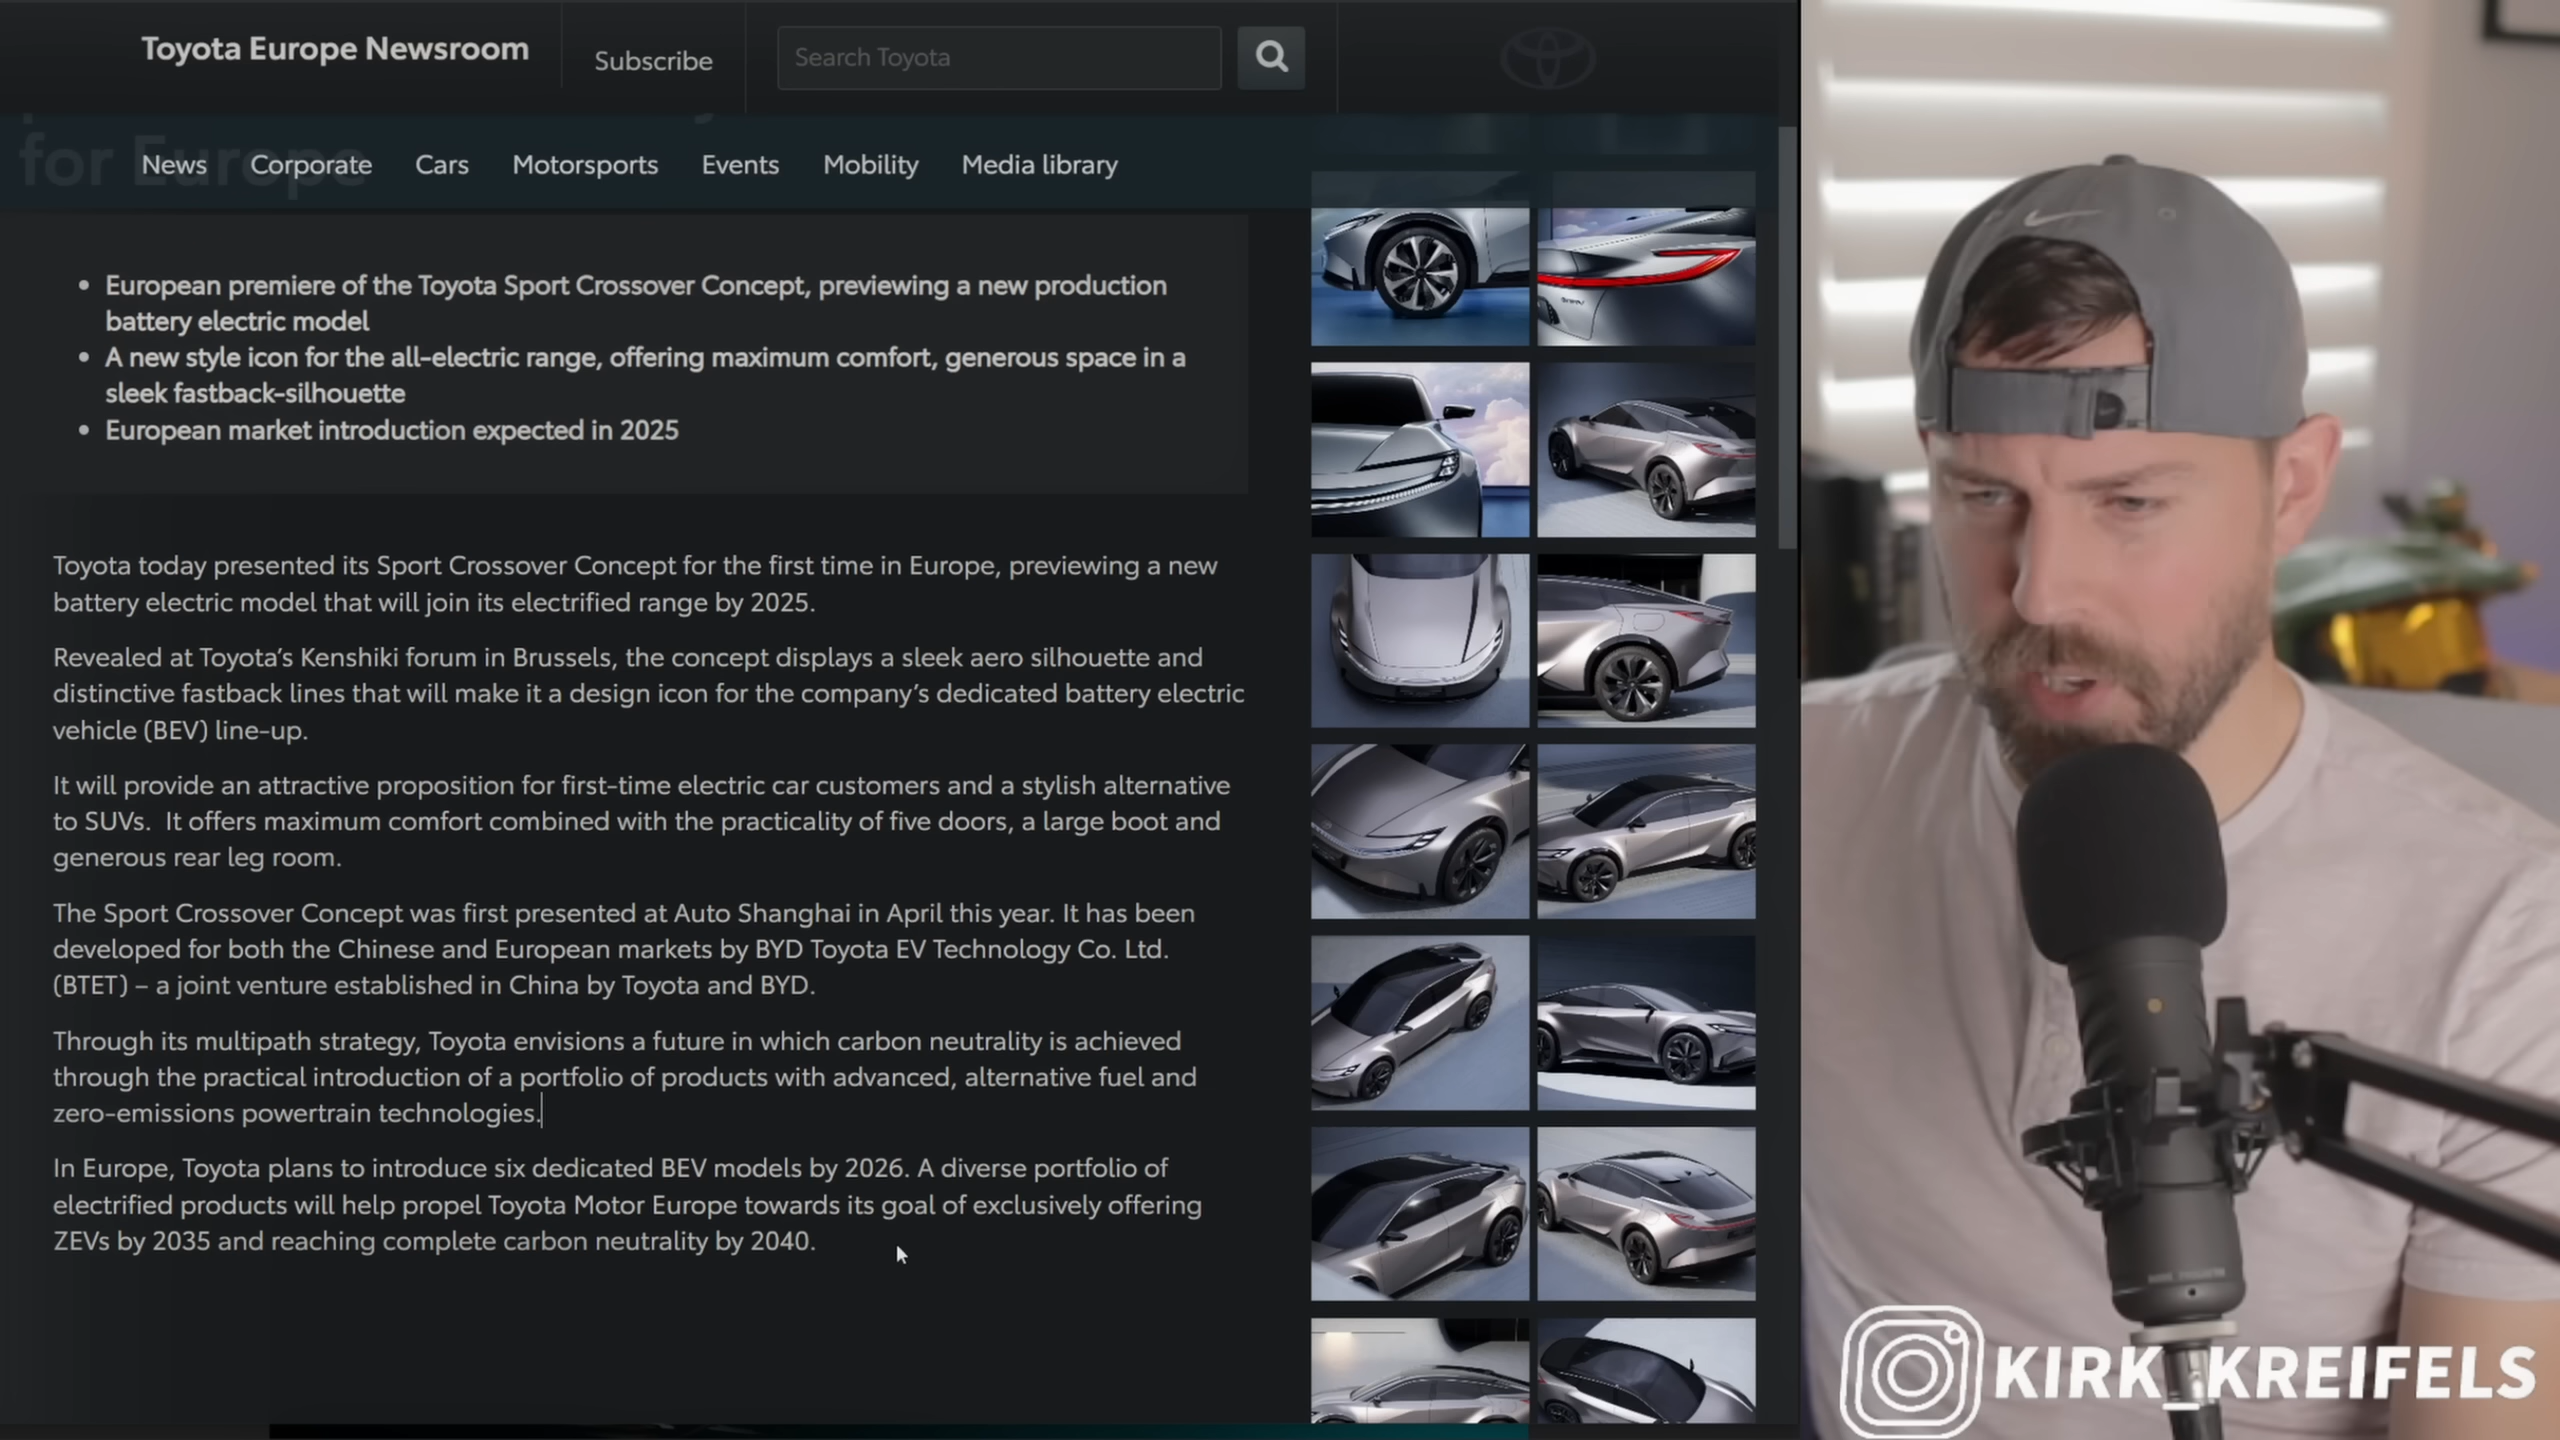 Toyota Europe Newsroom
Subscribe
Search Toyota
for Europe
News Corporate Cars Motorsports Events Mobility Media library
• European premiere of the Toyota Sport Crossover Concept, previewing a new production
battery electric model
• A new style icon for the all-electric range, offering maximum comfort, generous space in a
sleek fastback-silhouette
• European market introduction expected in 2025
Toyota today presented its Sport Crossover Concept for the first time in Europe, previewing a new
battery electric model that will join its electrified range by 2025.
Revealed at Toyota’s Kenshiki forum in Brussels, the concept displays a sleek aero silhouette and
distinctive fastback lines that will make it a design icon for the company’s dedicated battery electric
vehicle (BEV) line-up.
It will provide an attractive proposition for first-time electric car customers and a stylish alternative
to SUVs.  It offers maximum comfort combined with the practicality of five doors, a large boot and
generous rear leg room.
The Sport Crossover Concept was first presented at Auto Shanghai in April this year. It has been
developed for both the Chinese and European markets by BYD Toyota EV Technology Co. Ltd.
(BTET) – a joint venture established in China by Toyota and BYD.
Through its multipath strategy, Toyota envisions a future in which carbon neutrality is achieved
through the practical introduction of a portfolio of products with advanced, alternative fuel and
zero-emissions powertrain technologies.
In Europe, Toyota plans to introduce six dedicated BEV models by 2026. A diverse portfolio of
electrified products will help propel Toyota Motor Europe towards its goal of exclusively offering
ZEVs by 2035 and reaching complete carbon neutrality by 2040.
KIRK_KREIFELS